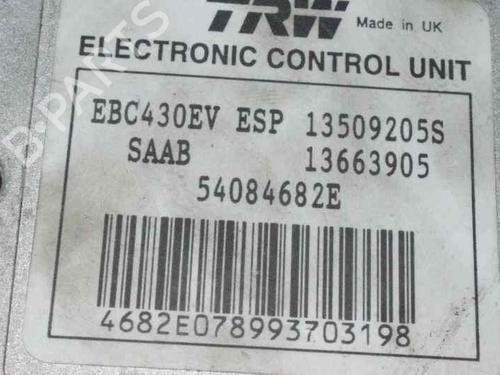 TRW Made in UK
ELECTRONIC CONTROL UNIT
EBC430EV ESP 13509205S
SAAB 13663905
54084682E
4682E078993703198
B-PARTS